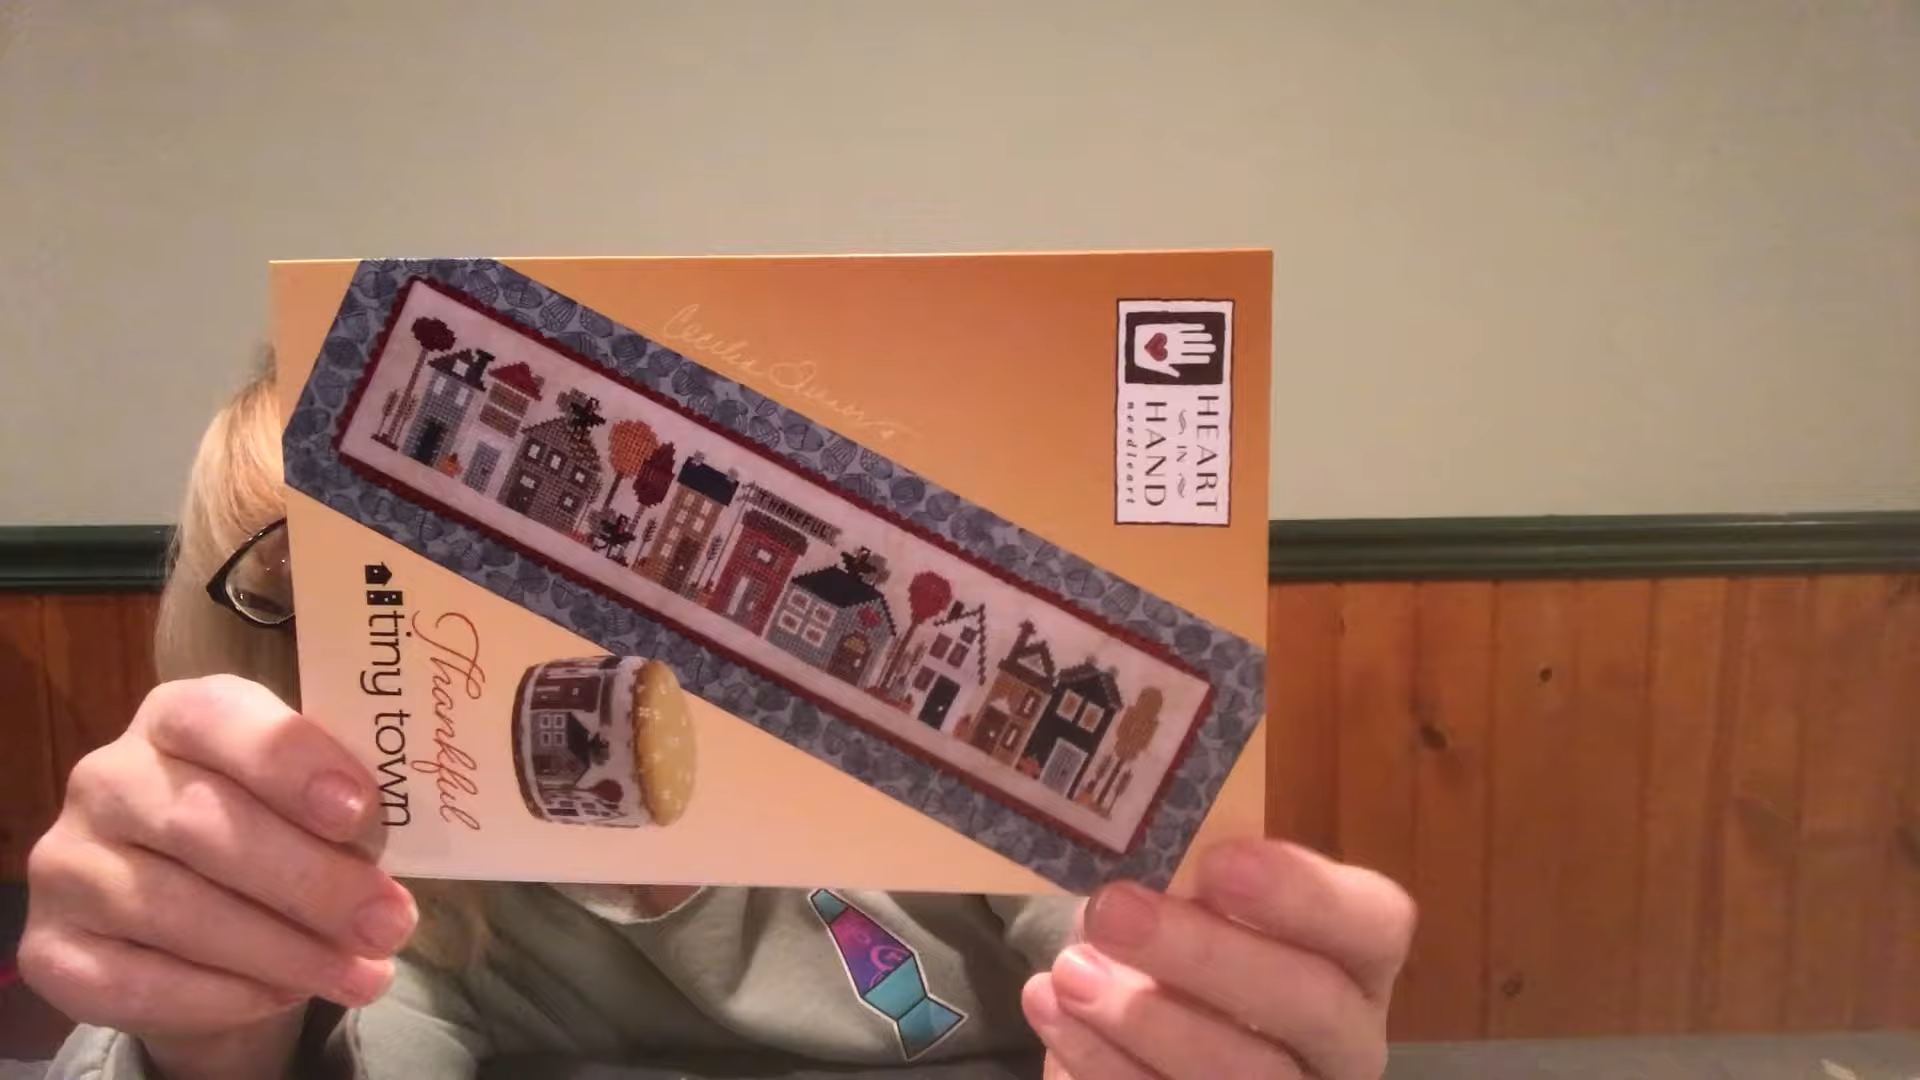 HEART
IN
HAND
needleart
THANKFUL
Thankful
tiny town